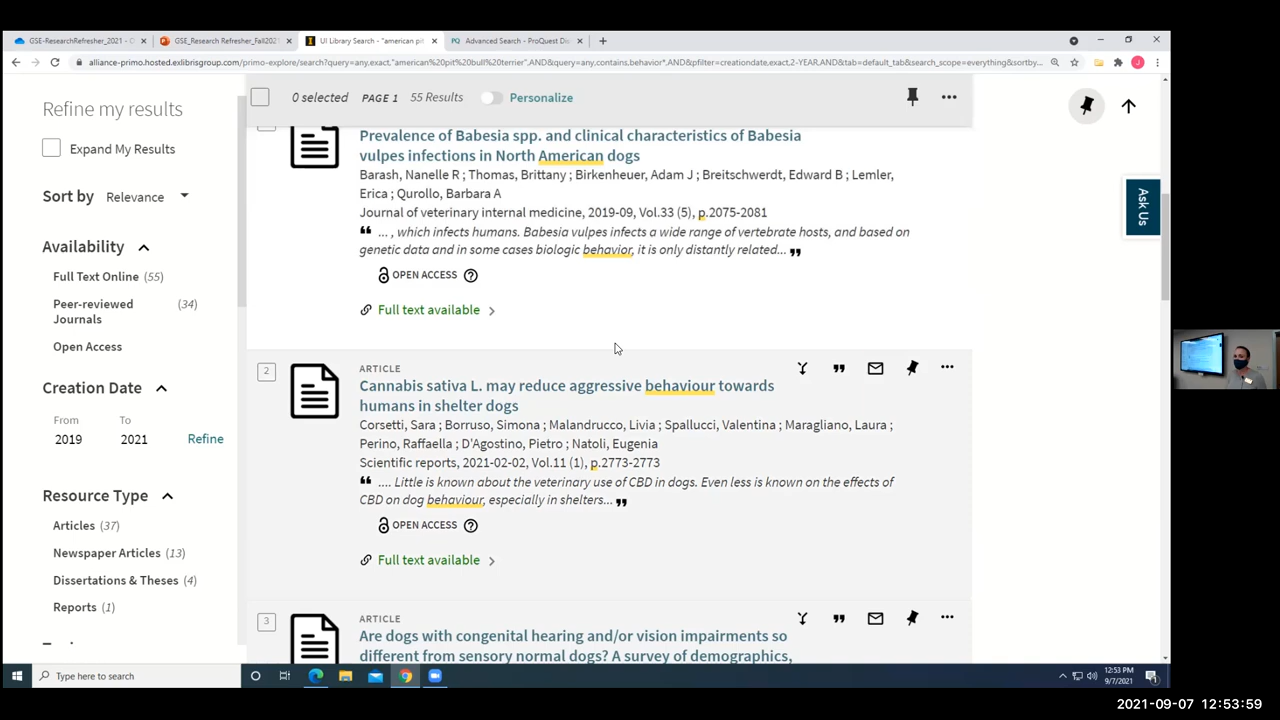 GSE-ResearchRefresher_2021 - O
GSE_Research Refresher_Fall2021
UI Library Search - "american pit
Advanced Search - ProQuest Dis
alliance-primo.hosted.exlibrisgroup.com/primo-explore/search?query=any,exact,"american%20pit%20bull%20terrier",AND&query=any,contains,behavior*,AND&pfilter=creationdate,exact,2-YEAR,AND&tab=default_tab&search_scope=everything&sortby...
Refine my results
Expand My Results
Sort by Relevance
Availability
Full Text Online (55)
Peer-reviewed Journals (34)
Open Access
Creation Date
From To
2019 2021 Refine
Resource Type
Articles (37)
Newspaper Articles (13)
Dissertations & Theses (4)
Reports (1)
0 selected PAGE 1 55 Results Personalize
Prevalence of Babesia spp. and clinical characteristics of Babesia
vulpes infections in North American dogs
Barash, Nanelle R ; Thomas, Brittany ; Birkenheuer, Adam J ; Breitschwerdt, Edward B ; Lemler,
Erica ; Qurollo, Barbara A
Journal of veterinary internal medicine, 2019-09, Vol.33 (5), p.2075-2081
... , which infects humans. Babesia vulpes infects a wide range of vertebrate hosts, and based on
genetic data and in some cases biologic behavior, it is only distantly related...
OPEN ACCESS
Full text available
2
ARTICLE
Cannabis sativa L. may reduce aggressive behaviour towards
humans in shelter dogs
Corsetti, Sara ; Borruso, Simona ; Malandrucco, Livia ; Spallucci, Valentina ; Maragliano, Laura ;
Perino, Raffaella ; D'Agostino, Pietro ; Natoli, Eugenia
Scientific reports, 2021-02-02, Vol.11 (1), p.2773-2773
.... Little is known about the veterinary use of CBD in dogs. Even less is known on the effects of
CBD on dog behaviour, especially in shelters...
OPEN ACCESS
Full text available
3
ARTICLE
Are dogs with congenital hearing and/or vision impairments so
different from sensory normal dogs? A survey of demographics,
Ask Us
Type here to search
12:53 PM
9/7/2021
2021-09-07 12:53:59